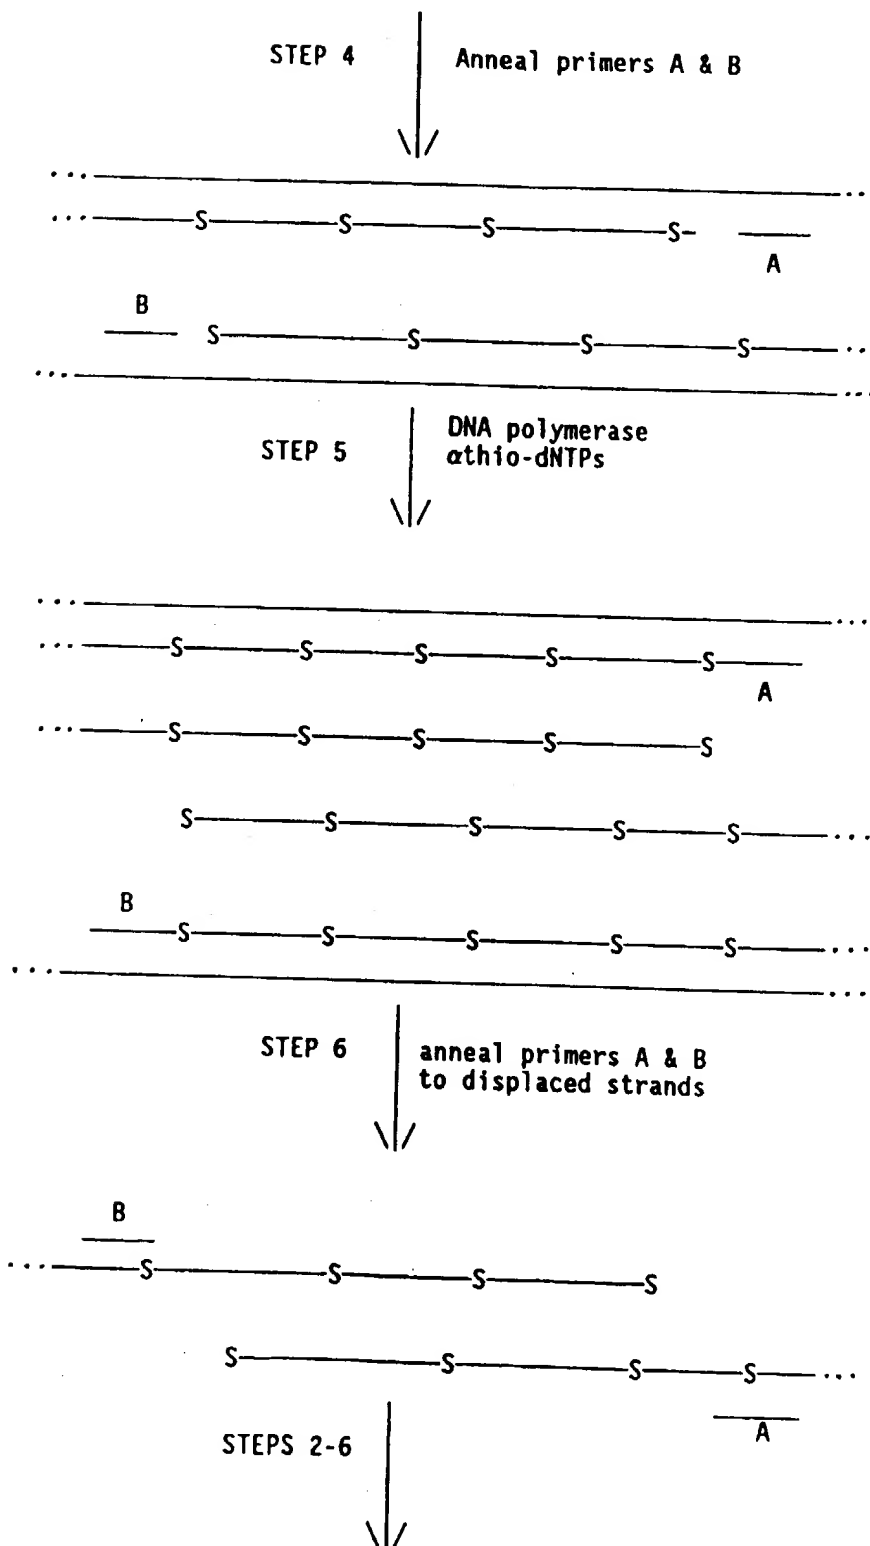 STEP 4
Anneal primers A & B
... ...
... S S S S
A
B
S S S S ...
... ...
STEP 5
DNA polymerase
αthio-dNTPs
... ...
... S S S S S
A
... S S S S S
S S S S S ...
B
S S S S S ...
... ...
STEP 6
anneal primers A & B
to displaced strands
B
... S S S S
S S S S ...
A
STEPS 2-6